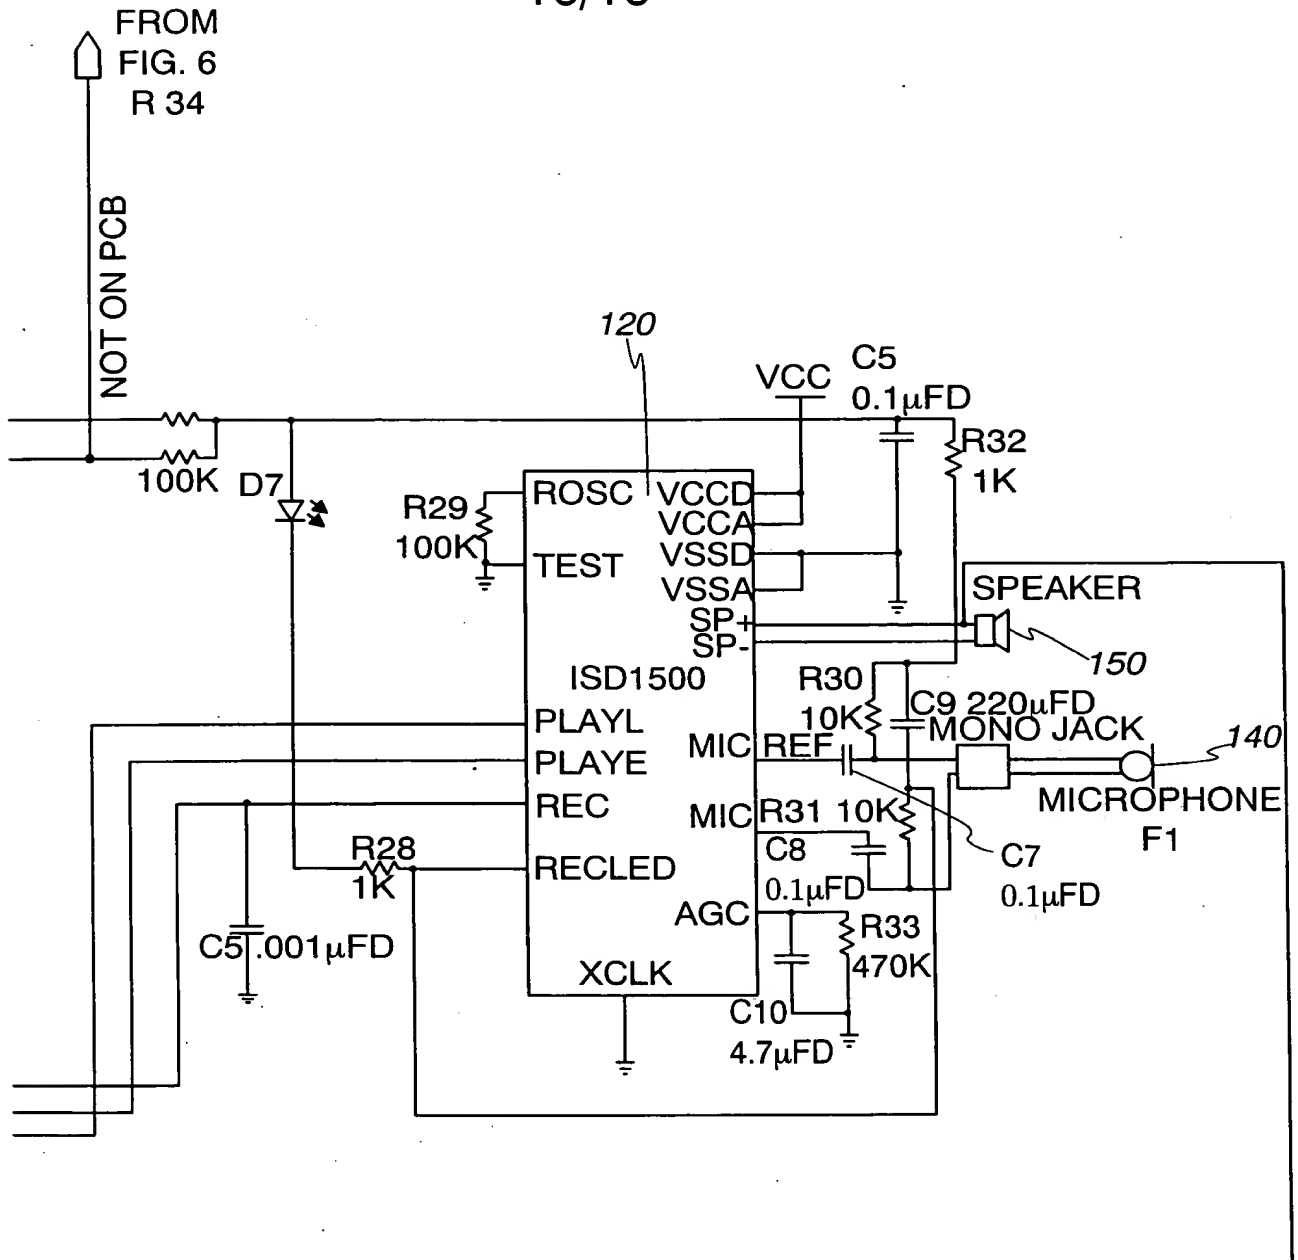 FROM
FIG. 6
R 34
NOT ON PCB
120
VCC
C5
0.1µFD
R32
1K
100K
D7
R29
100K
ROSC
TEST
VCCD
VCCA
VSSD
VSSA
SP+
SP-
SPEAKER
150
ISD1500
R30
10K
C9 220µFD
MONO JACK
140
PLAYL
PLAYE
REC
RECLED
MIC REF
MIC
R31 10K
MICROPHONE
F1
C8
0.1µFD
C7
0.1µFD
R28
1K
AGC
R33
470K
C5 .001µFD
XCLK
C10
4.7µFD